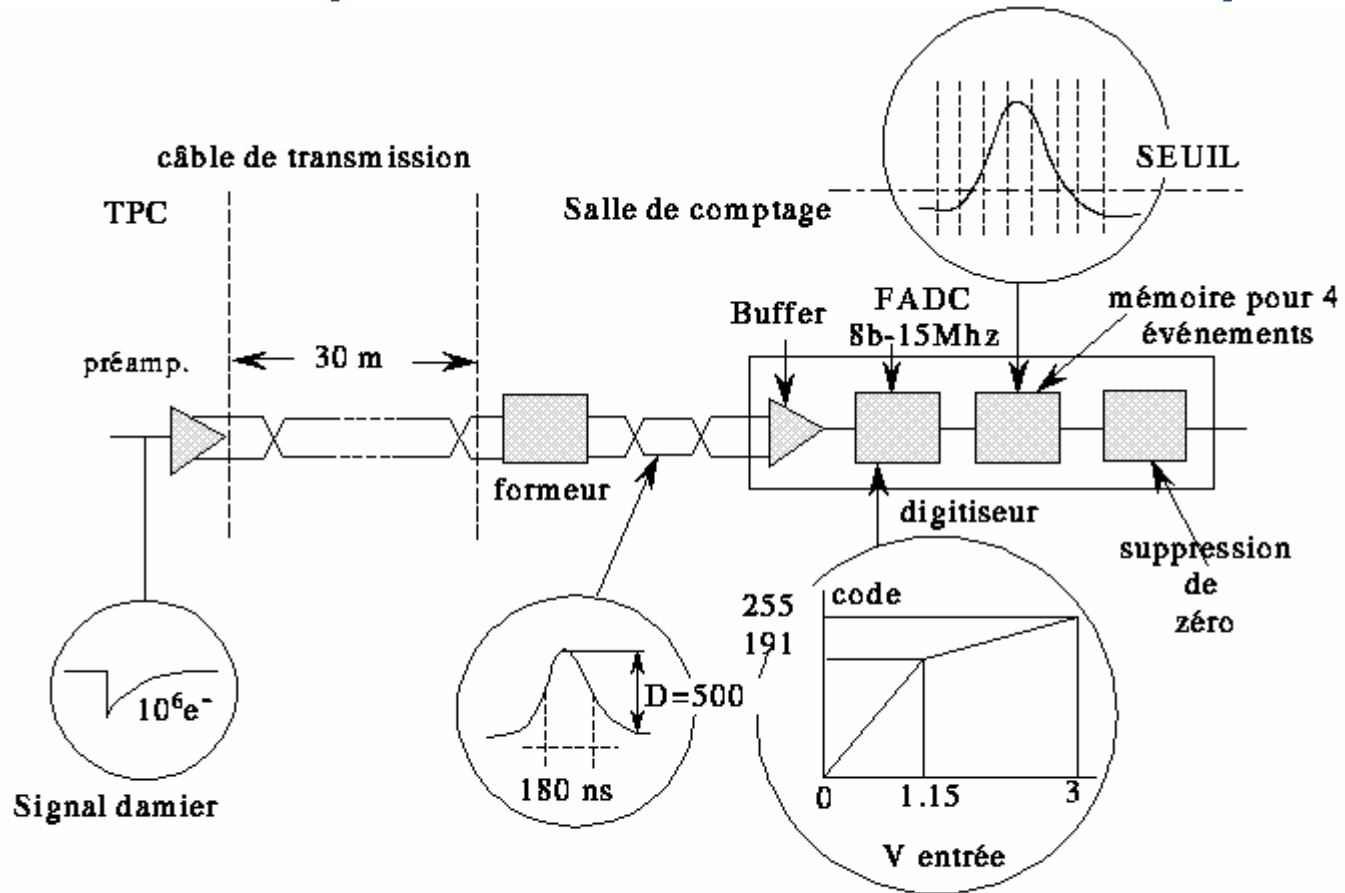 câble de transmission
TPC
Salle de comptage
SEUIL
préamp.
30 m
formeur
Buffer
FADC
8b-15Mhz
mémoire pour 4
événements
digitiseur
suppression
de
zéro
10⁶e⁻
Signal damier
D=500
180 ns
255
191
code
0
1.15
3
V entrée